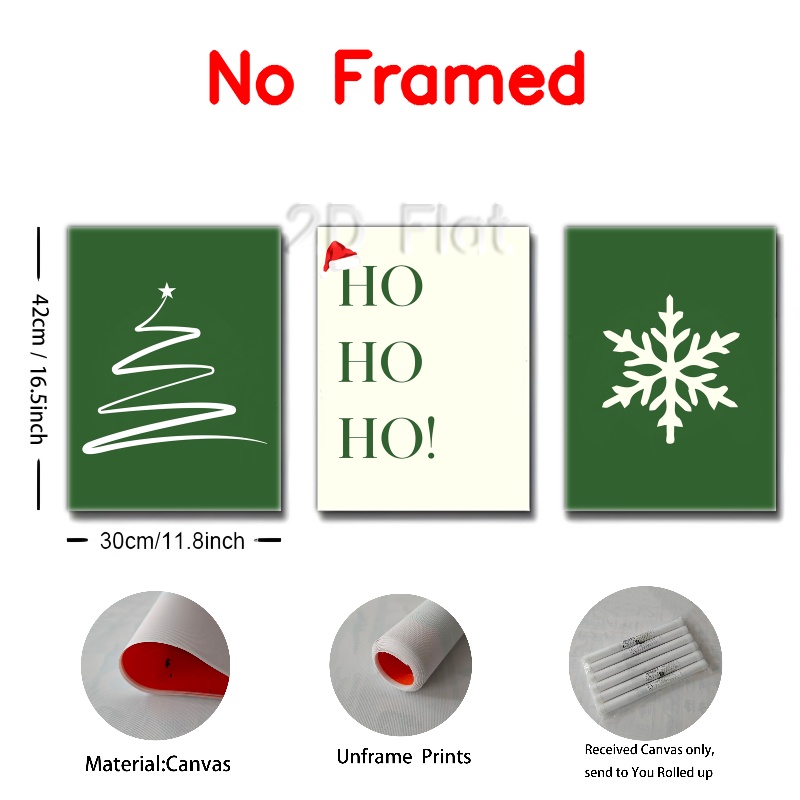 No Framed
2D Flat
HO
HO
HO!
42cm / 16.5inch
30cm/11.8inch
Material:Canvas
Unframe Prints
Received Canvas only,
send to You Rolled up